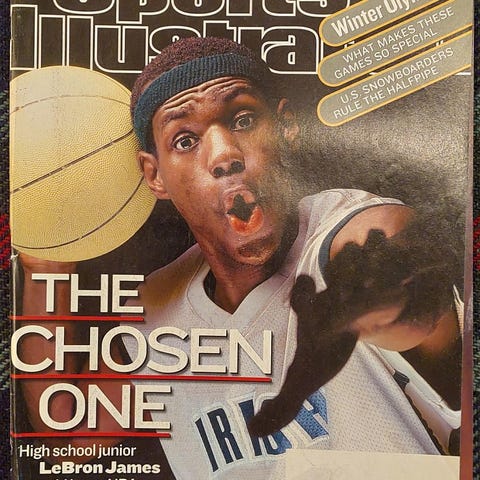 Sports
Illustrated
Winter Oly
WHAT MAKES THESE
GAMES SO SPECIAL
U.S. SNOWBOARDERS
RULE THE HALFPIPE
THE
CHOSEN
ONE
High school junior
LeBron James
IRISH